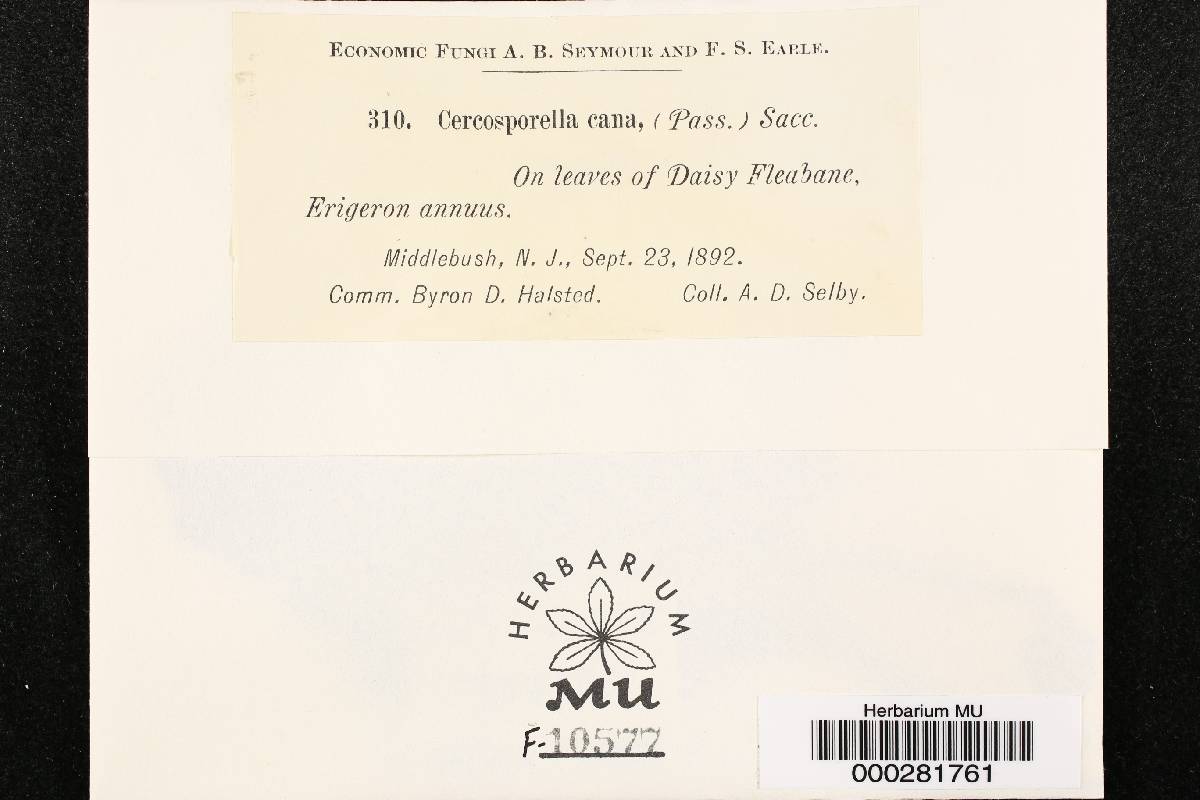 Economic Fungi A. B. Seymour and F. S. Earle.
310. Cercosporella cana, (Pass.) Sacc.
On leaves of Daisy Fleabane,
Erigeron annuus.
Middlebush, N. J., Sept. 23, 1892.
Comm. Byron D. Halsted. Coll. A. D. Selby.
HERBARIUM
MU
F-10577
Herbarium MU
000281761